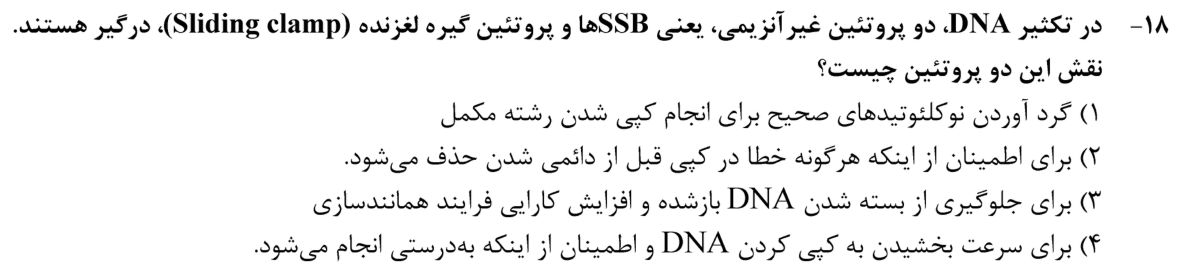 ۱۸- در تکثیر DNA، دو پروتئین غیرآنزیمی، یعنی SSBها و پروتئین گیره لغزنده (Sliding clamp)، درگیر هستند.
نقش این دو پروتئین چیست؟
۱) گرد آوردن نوکلئوتیدهای صحیح برای انجام کپی شدن رشته مکمل
۲) برای اطمینان از اینکه هرگونه خطا در کپی قبل از دائمی شدن حذف می‌شود.
۳) برای جلوگیری از بسته شدن DNA بازشده و افزایش کارایی فرایند همانندسازی
۴) برای سرعت بخشیدن به کپی کردن DNA و اطمینان از اینکه به‌درستی انجام می‌شود.